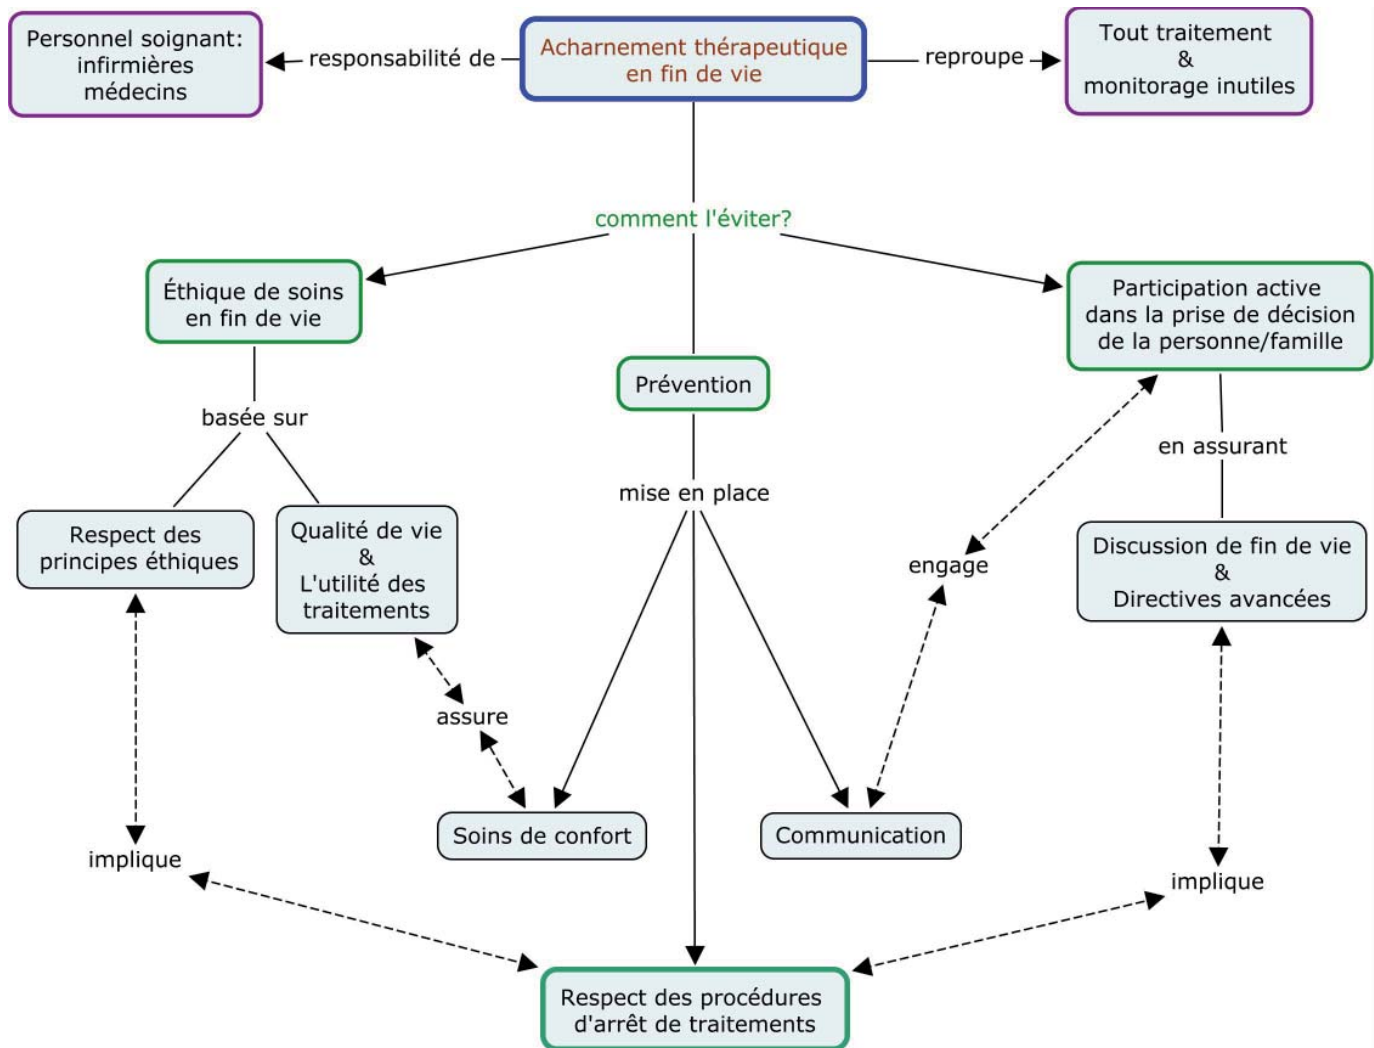 Personnel soignant:
infirmières
médecins
responsabilité de
Acharnement thérapeutique
en fin de vie
reproupe
Tout traitement
&
monitorage inutiles
comment l'éviter?
Éthique de soins
en fin de vie
Prévention
Participation active
dans la prise de décision
de la personne/famille
basée sur
mise en place
en assurant
Respect des
principes éthiques
Qualité de vie
&
L'utilité des
traitements
engage
Discussion de fin de vie
&
Directives avancées
assure
Soins de confort
Communication
implique
implique
Respect des procédures
d'arrêt de traitements